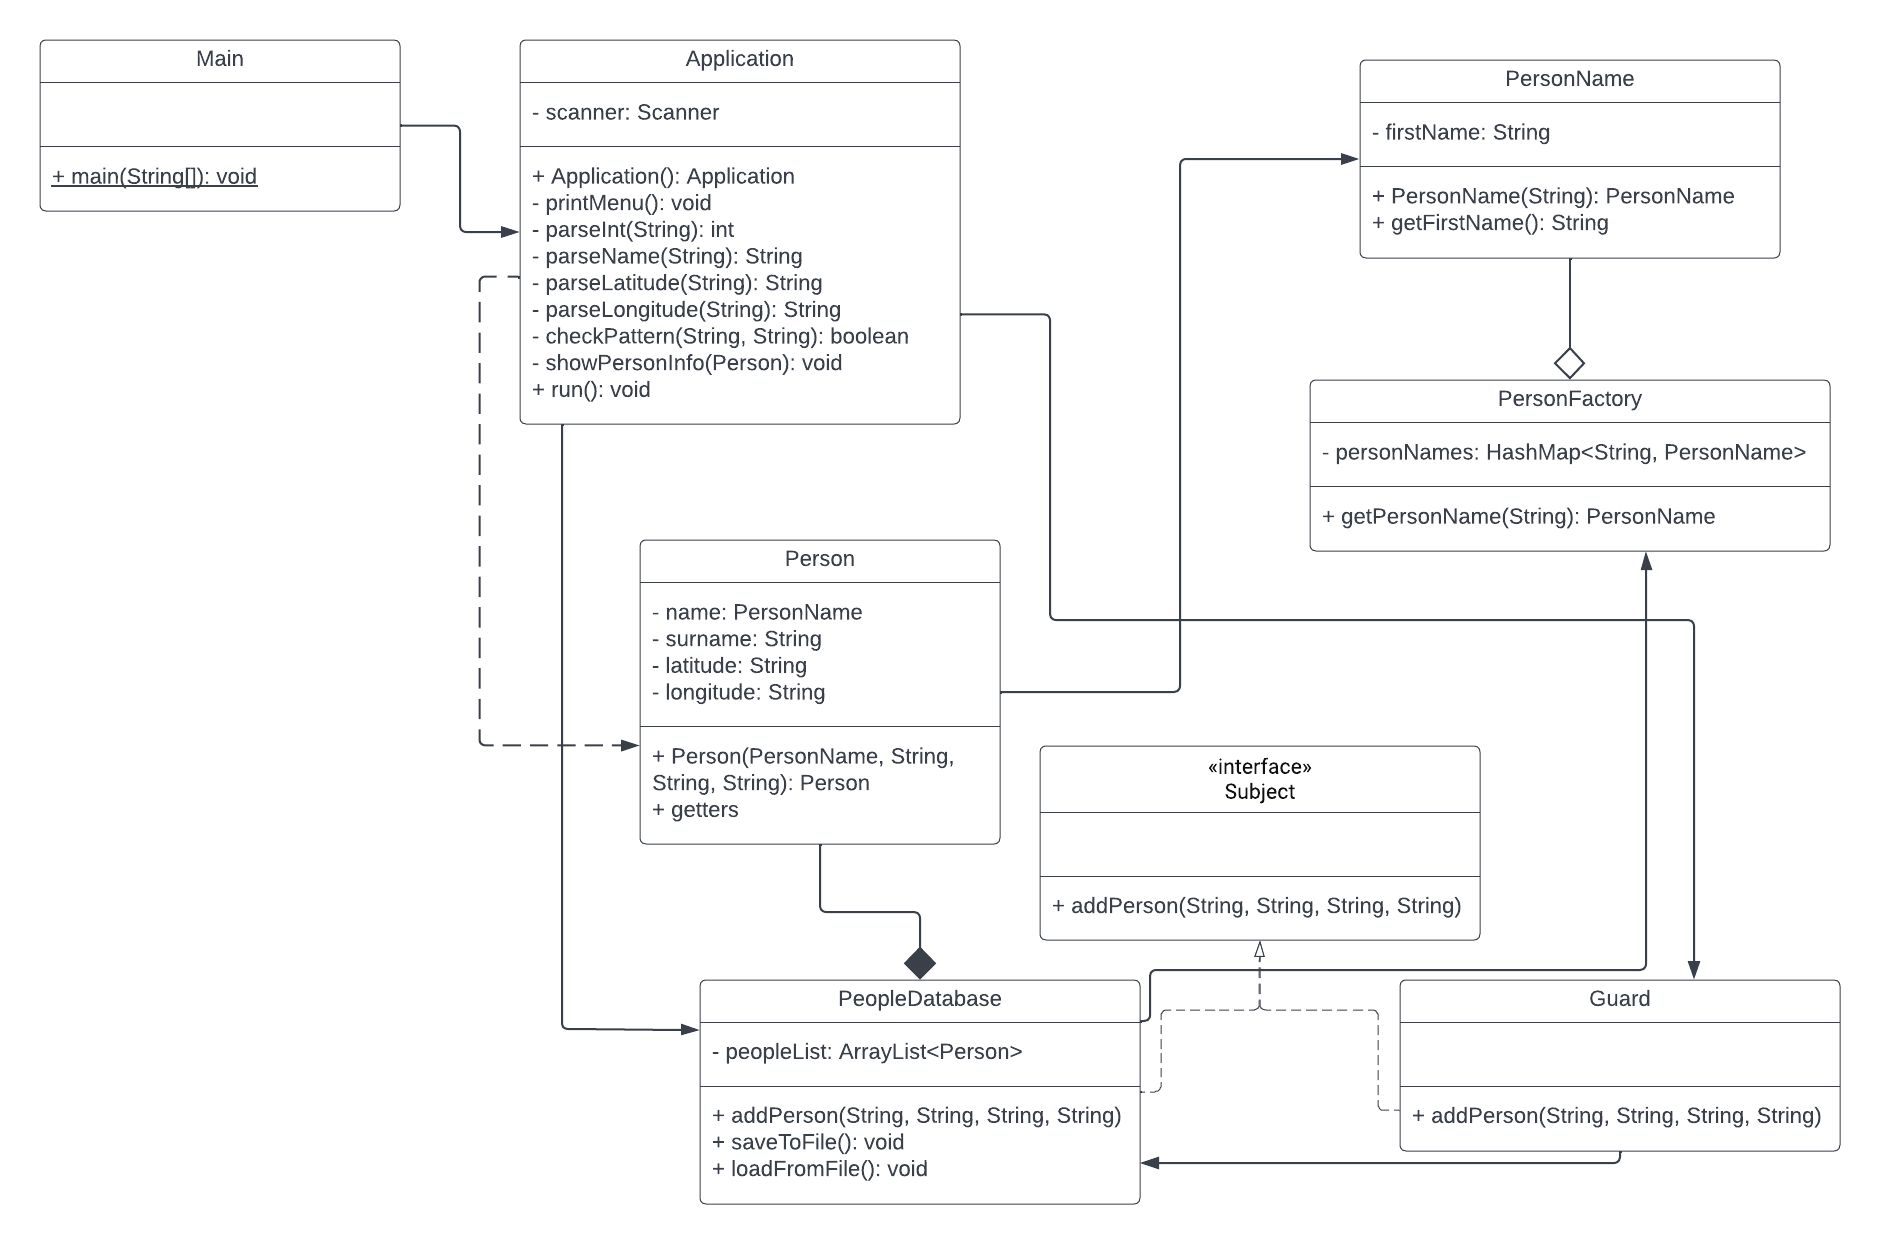 Main
+ main(String[]): void
Application
- scanner: Scanner
+ Application(): Application
- printMenu(): void
- parseInt(String): int
- parseName(String): String
- parseLatitude(String): String
- parseLongitude(String): String
- checkPattern(String, String): boolean
- showPersonInfo(Person): void
+ run(): void
PersonName
- firstName: String
+ PersonName(String): PersonName
+ getFirstName(): String
PersonFactory
- personNames: HashMap<String, PersonName>
+ getPersonName(String): PersonName
Person
- name: PersonName
- surname: String
- latitude: String
- longitude: String
+ Person(PersonName, String,
String, String): Person
+ getters
«interface»
Subject
+ addPerson(String, String, String, String)
PeopleDatabase
- peopleList: ArrayList<Person>
+ addPerson(String, String, String, String)
+ saveToFile(): void
+ loadFromFile(): void
Guard
+ addPerson(String, String, String, String)